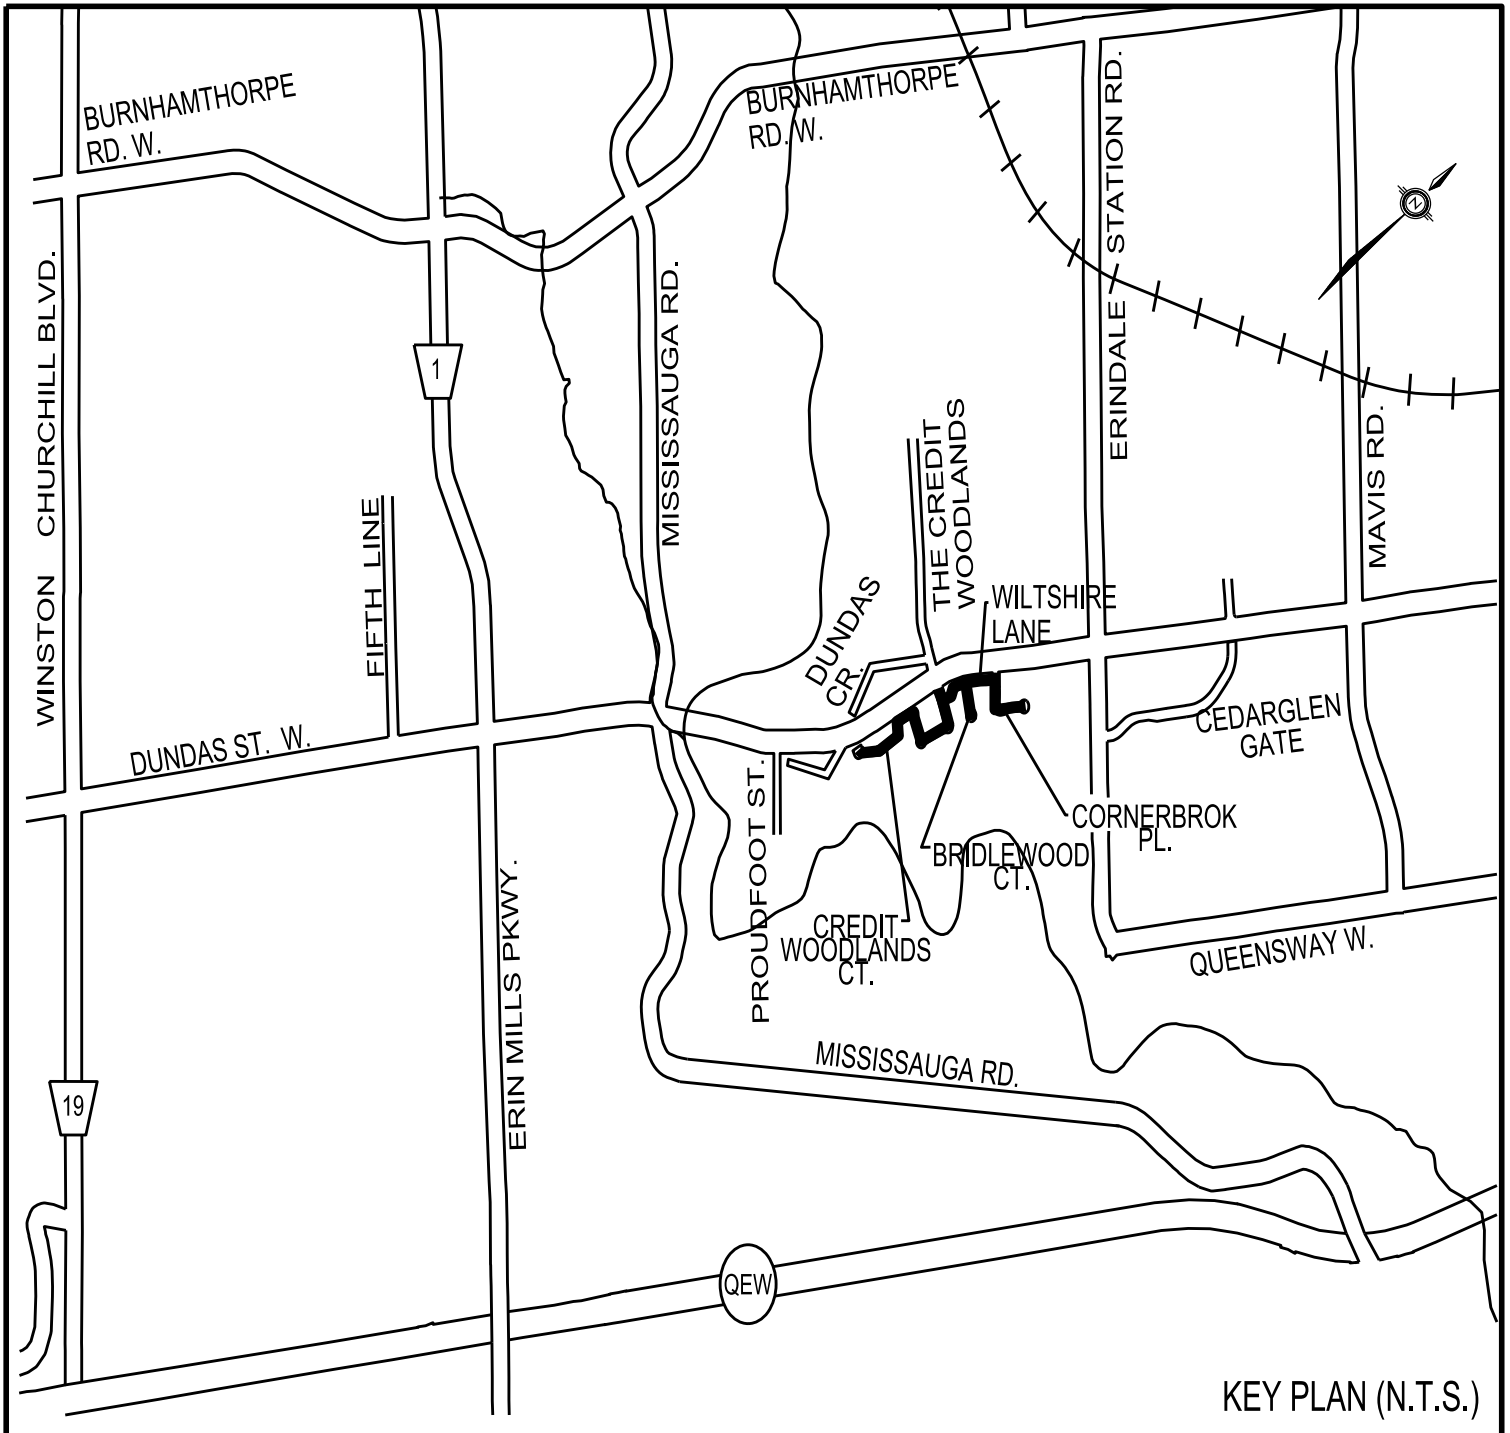 BURNHAMTHORPE
RD. W.
BURNHAMTHORPE
RD. W.
ERINDALE STATION RD.
N
WINSTON CHURCHILL BLVD.
MISSISSAUGA RD.
1
THE CREDIT
WOODLANDS
MAVIS RD.
FIFTH LINE
DUNDAS
CR.
WILTSHIRE
LANE
DUNDAS ST. W.
CEDARGLEN
GATE
PROUDFOOT ST.
CORNERBROK
PL.
BRIDLEWOOD
CT.
CREDIT
WOODLANDS
CT.
QUEENSWAY W.
ERIN MILLS PKWY.
MISSISSAUGA RD.
19
QEW
KEY PLAN (N.T.S.)